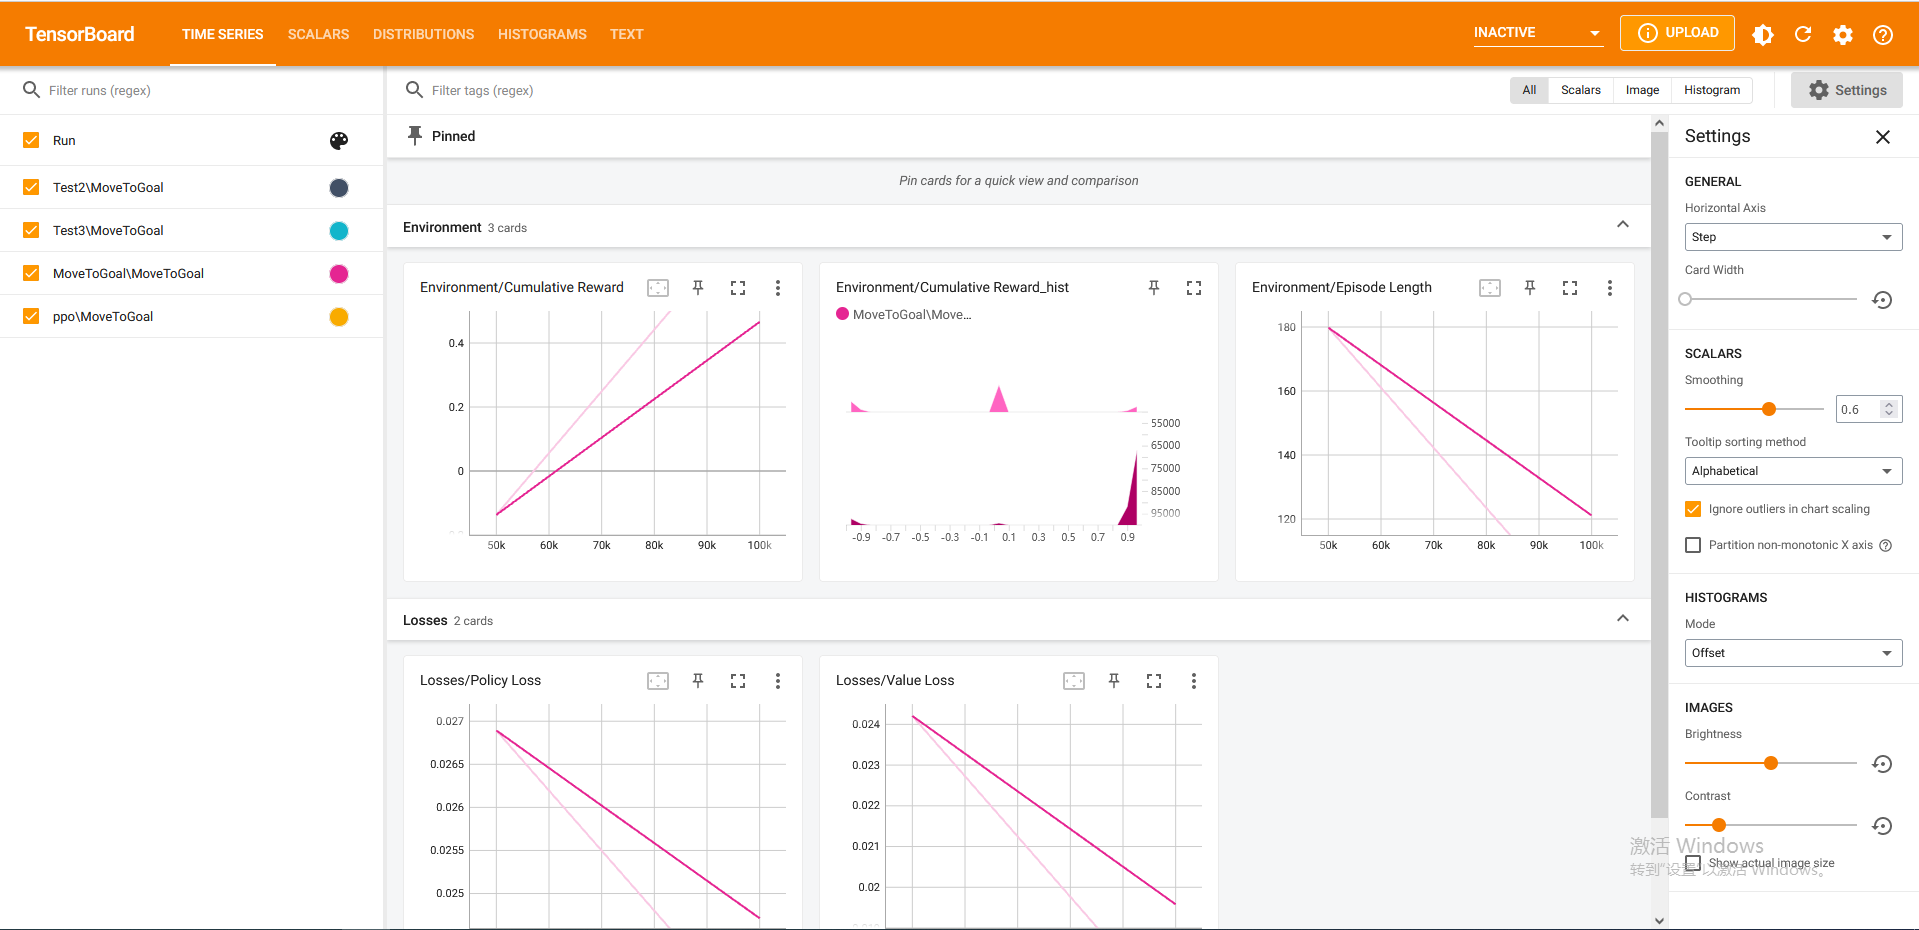 TensorBoard
TIME SERIES
SCALARS
DISTRIBUTIONS
HISTOGRAMS
TEXT
INACTIVE
UPLOAD
Filter runs (regex)
Run
Test2\MoveToGoal
Test3\MoveToGoal
MoveToGoal\MoveToGoal
ppo\MoveToGoal
Filter tags (regex)
All
Scalars
Image
Histogram
Settings
Pinned
Pin cards for a quick view and comparison
Environment 3 cards
Environment/Cumulative Reward
0.4
0.2
0
50k 60k 70k 80k 90k 100k
Environment/Cumulative Reward_hist
MoveToGoal\Move...
55000
65000
75000
85000
95000
-0.9 -0.7 -0.5 -0.3 -0.1 0.1 0.3 0.5 0.7 0.9
Environment/Episode Length
180
160
140
120
50k 60k 70k 80k 90k 100k
Losses 2 cards
Losses/Policy Loss
0.027
0.0265
0.026
0.0255
0.025
Losses/Value Loss
0.024
0.023
0.022
0.021
0.02
Settings
GENERAL
Horizontal Axis
Step
Card Width
SCALARS
Smoothing
0.6
Tooltip sorting method
Alphabetical
Ignore outliers in chart scaling
Partition non-monotonic X axis
HISTOGRAMS
Mode
Offset
IMAGES
Brightness
Contrast
Show actual image size
激活 Windows
转到“设置”以激活 Windows。